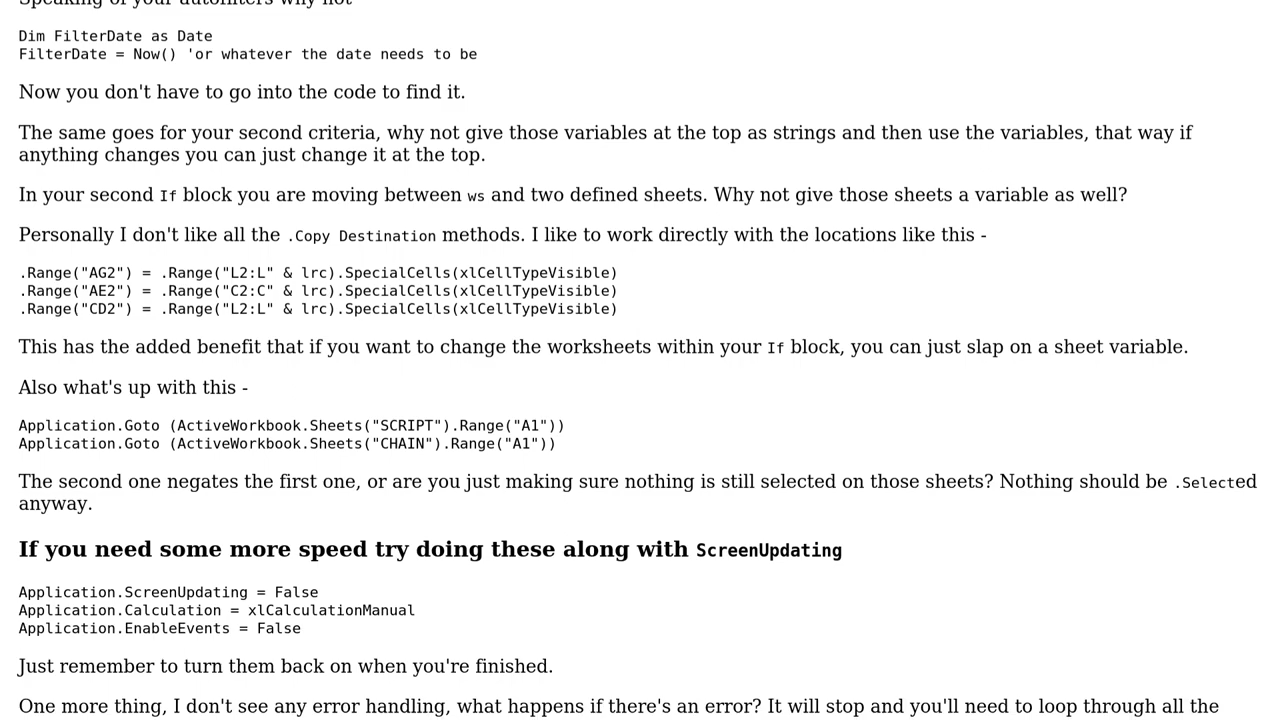 Speaking of your autofilters why not
Dim FilterDate as Date
FilterDate = Now() 'or whatever the date needs to be
Now you don't have to go into the code to find it.
The same goes for your second criteria, why not give those variables at the top as strings and then use the variables, that way if
anything changes you can just change it at the top.
In your second If block you are moving between ws and two defined sheets. Why not give those sheets a variable as well?
Personally I don't like all the .Copy Destination methods. I like to work directly with the locations like this -
.Range("AG2") = .Range("L2:L" & lrc).SpecialCells(xlCellTypeVisible)
.Range("AE2") = .Range("C2:C" & lrc).SpecialCells(xlCellTypeVisible)
.Range("CD2") = .Range("L2:L" & lrc).SpecialCells(xlCellTypeVisible)
This has the added benefit that if you want to change the worksheets within your If block, you can just slap on a sheet variable.
Also what's up with this -
Application.Goto (ActiveWorkbook.Sheets("SCRIPT").Range("A1"))
Application.Goto (ActiveWorkbook.Sheets("CHAIN").Range("A1"))
The second one negates the first one, or are you just making sure nothing is still selected on those sheets? Nothing should be .Selected
anyway.
If you need some more speed try doing these along with ScreenUpdating
Application.ScreenUpdating = False
Application.Calculation = xlCalculationManual
Application.EnableEvents = False
Just remember to turn them back on when you're finished.
One more thing, I don't see any error handling, what happens if there's an error? It will stop and you'll need to loop through all the